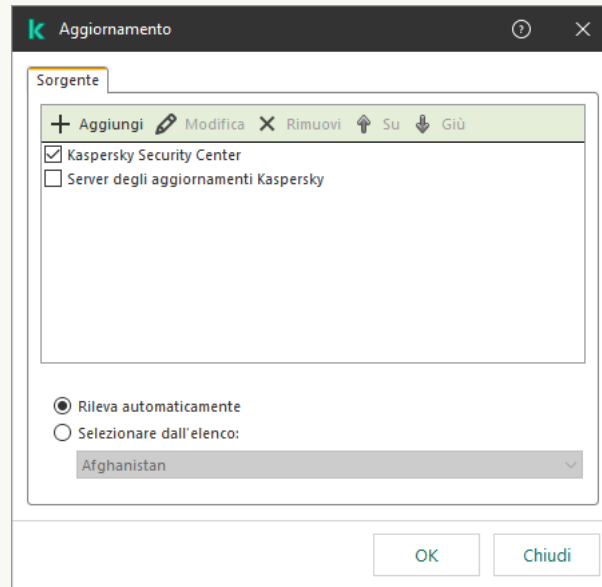 Aggiornamento
Sorgente
Aggiungi Modifica Rimuovi Su Giù
Kaspersky Security Center
Server degli aggiornamenti Kaspersky
Rileva automaticamente
Selezionare dall'elenco:
Afghanistan
OK Chiudi